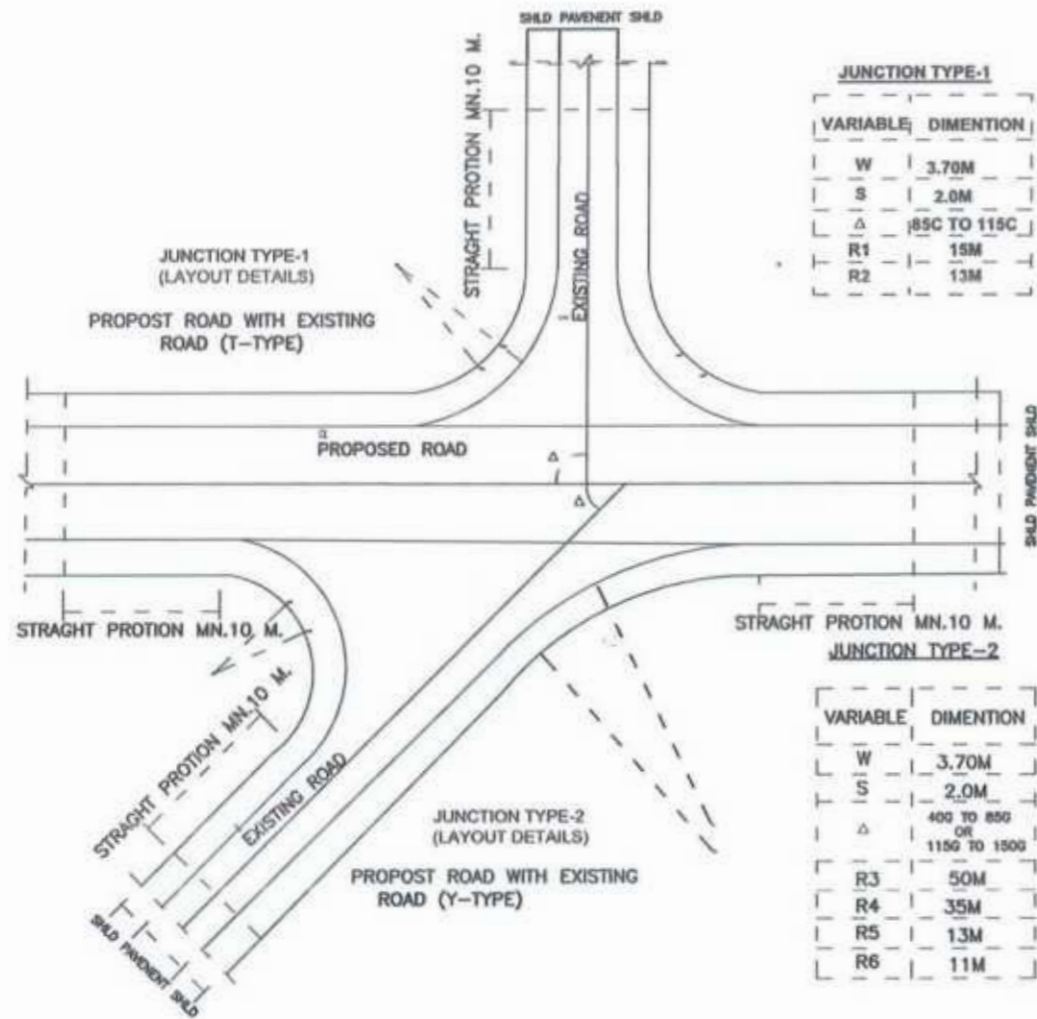 SHLD PAVENENT SHLD
STRAGHT PROTION MN.10 M.
EXISTING ROAD
JUNCTION TYPE-1
VARIABLE DIMENTION
W 3.70M
S 2.0M
Δ 85C TO 115C
R1 15M
R2 13M
JUNCTION TYPE-1
(LAYOUT DETAILS)
PROPOST ROAD WITH EXISTING
ROAD (T-TYPE)
PROPOSED ROAD
Δ
Δ
SHLD PAVEMENT SHLD
STRAGHT PROTION MN.10 M.
STRAGHT PROTION MN.10 M.
STRAGHT PROTION MN.10 M.
EXISTING ROAD
SHLD PAVEMENT SHLD
JUNCTION TYPE-2
(LAYOUT DETAILS)
PROPOST ROAD WITH EXISTING
ROAD (Y-TYPE)
JUNCTION TYPE-2
VARIABLE DIMENTION
W 3.70M
S 2.0M
Δ 40G TO 85G
OR
115G TO 150G
R3 50M
R4 35M
R5 13M
R6 11M